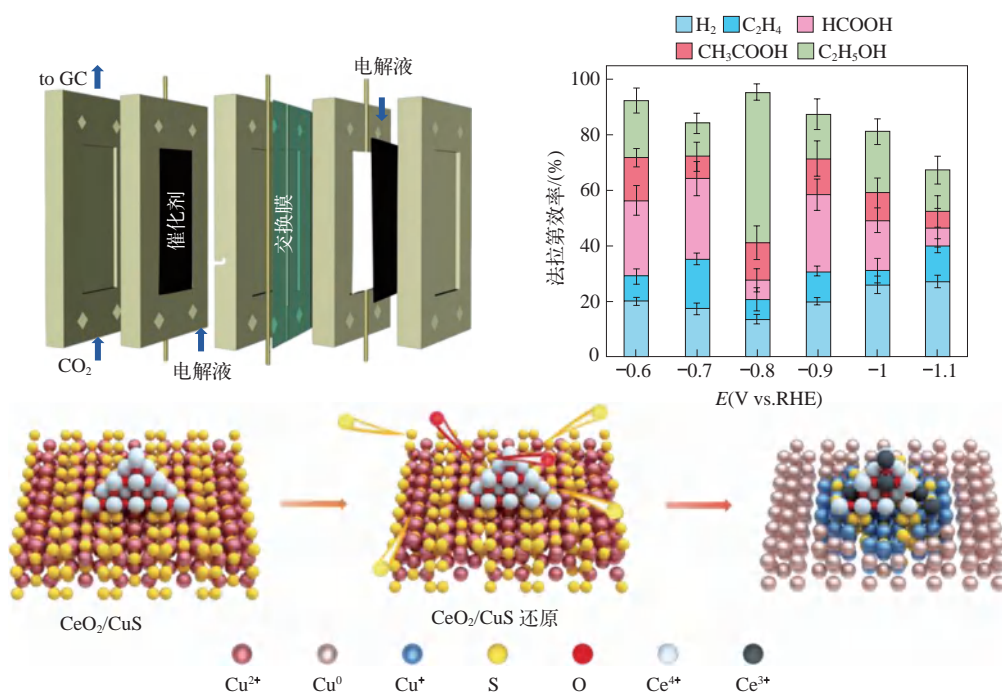 to GC
电解液
催化剂
交换膜
CO₂
电解液
H₂ C₂H₄ HCOOH
CH₃COOH C₂H₅OH
法拉第效率/(%)
100
80
60
40
20
0
−0.6 −0.7 −0.8 −0.9 −1 −1.1
E(V vs.RHE)
CeO₂/CuS
CeO₂/CuS 还原
Cu²⁺ Cu⁰ Cu⁺ S O Ce⁴⁺ Ce³⁺